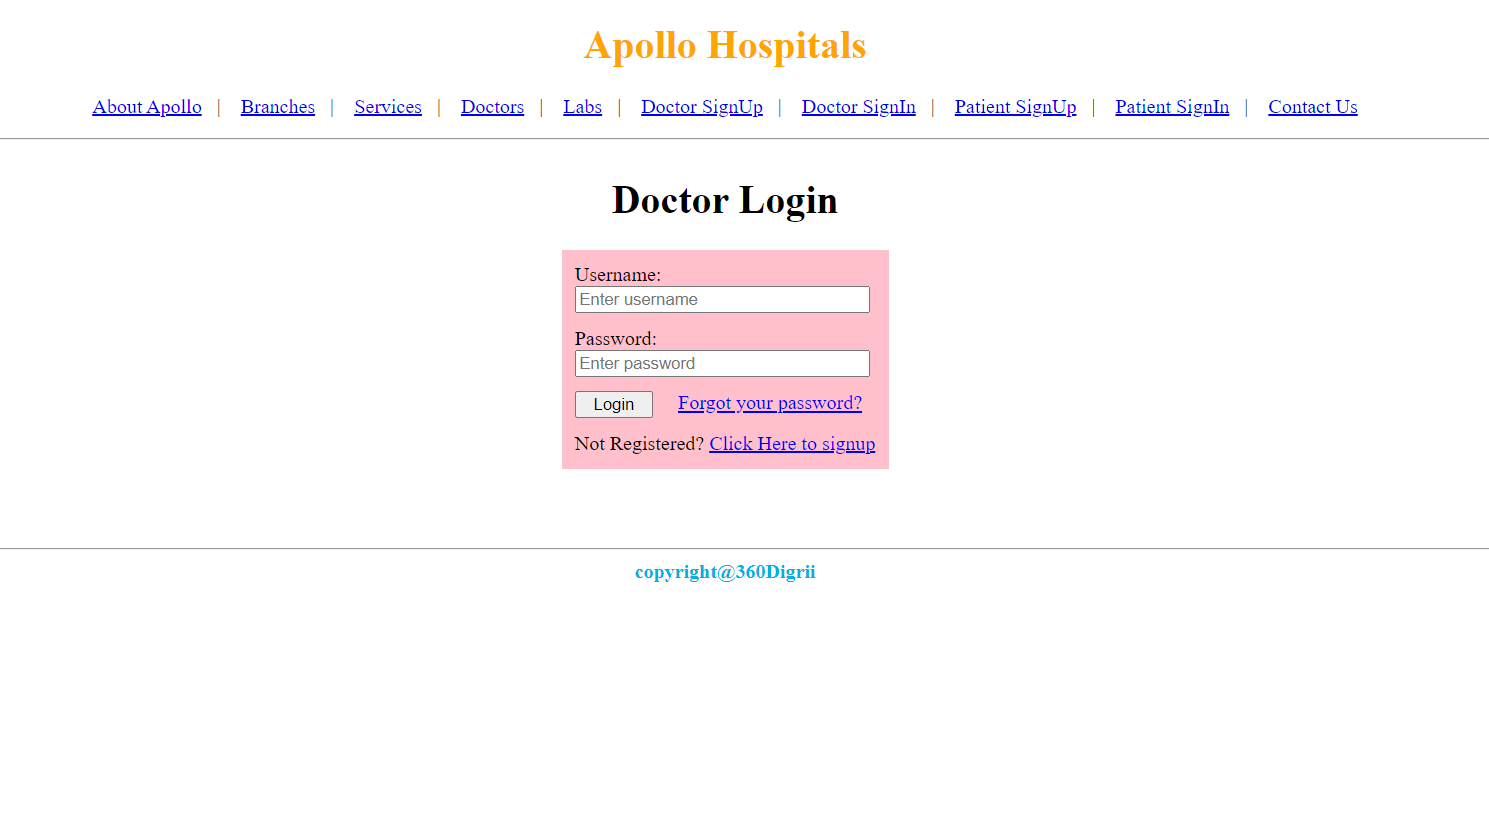 Apollo Hospitals
About Apollo | Branches | Services | Doctors | Labs | Doctor SignUp | Doctor SignIn | Patient SignUp | Patient SignIn | Contact Us
Doctor Login
Username:
Enter username
Password:
Enter password
Login Forgot your password?
Not Registered? Click Here to signup
copyright@360Digrii